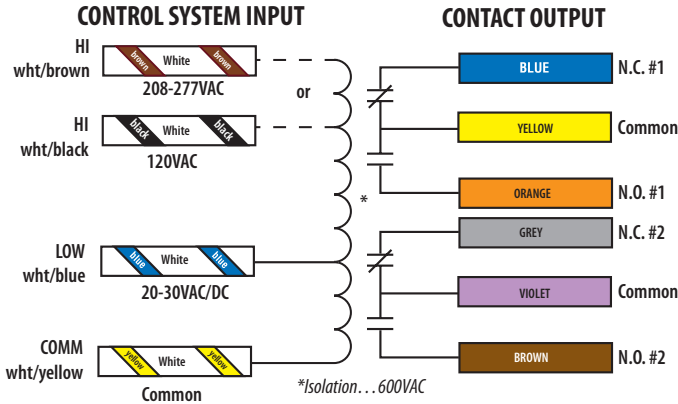 CONTROL SYSTEM INPUT
CONTACT OUTPUT
HI
wht/brown
brown White brown
208-277VAC
or
HI
wht/black
black White black
120VAC
*
LOW
wht/blue
blue White blue
20-30VAC/DC
COMM
wht/yellow
yellow White yellow
Common
*Isolation...600VAC
BLUE N.C. #1
YELLOW Common
ORANGE N.O. #1
GREY N.C. #2
VIOLET Common
BROWN N.O. #2